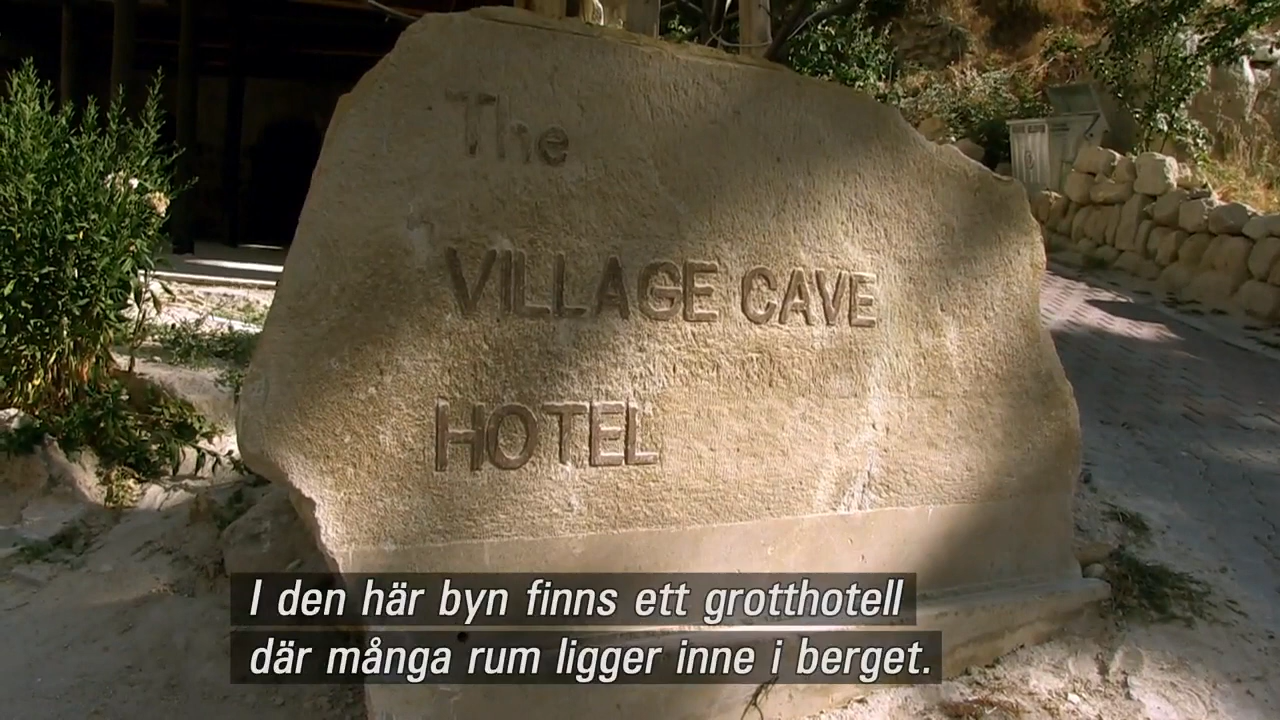 The
VILLAGE CAVE
HOTEL
I den här byn finns ett grotthotell
där många rum ligger inne i berget.